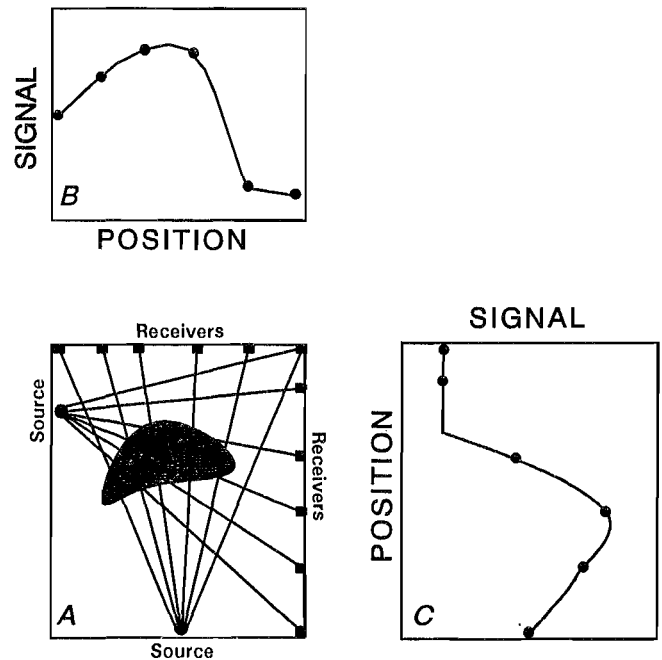 SIGNAL
B
POSITION
Receivers
Source
Receivers
A
Source
SIGNAL
POSITION
C